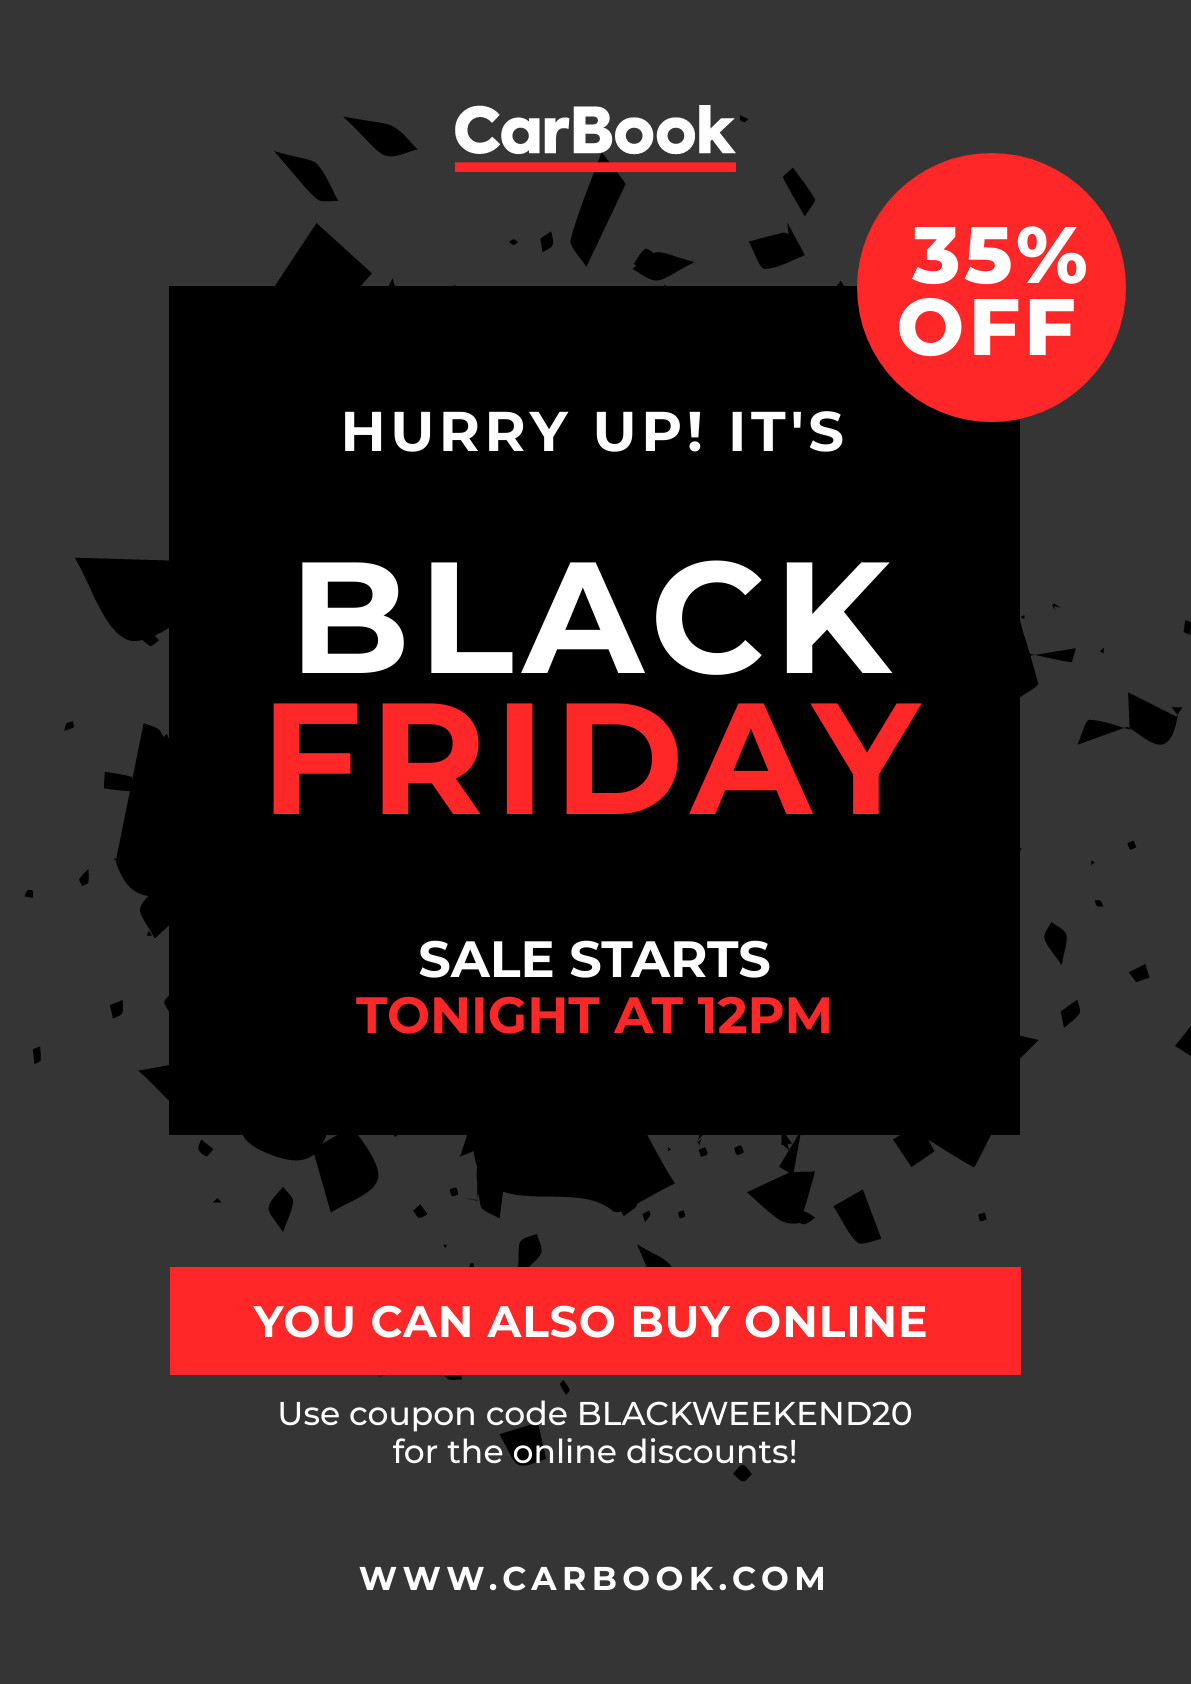 CarBook
35%
OFF
HURRY UP! IT'S
BLACK
FRIDAY
SALE STARTS
TONIGHT AT 12PM
YOU CAN ALSO BUY ONLINE
Use coupon code BLACKWEEKEND20
for the online discounts!
WWW.CARBOOK.COM